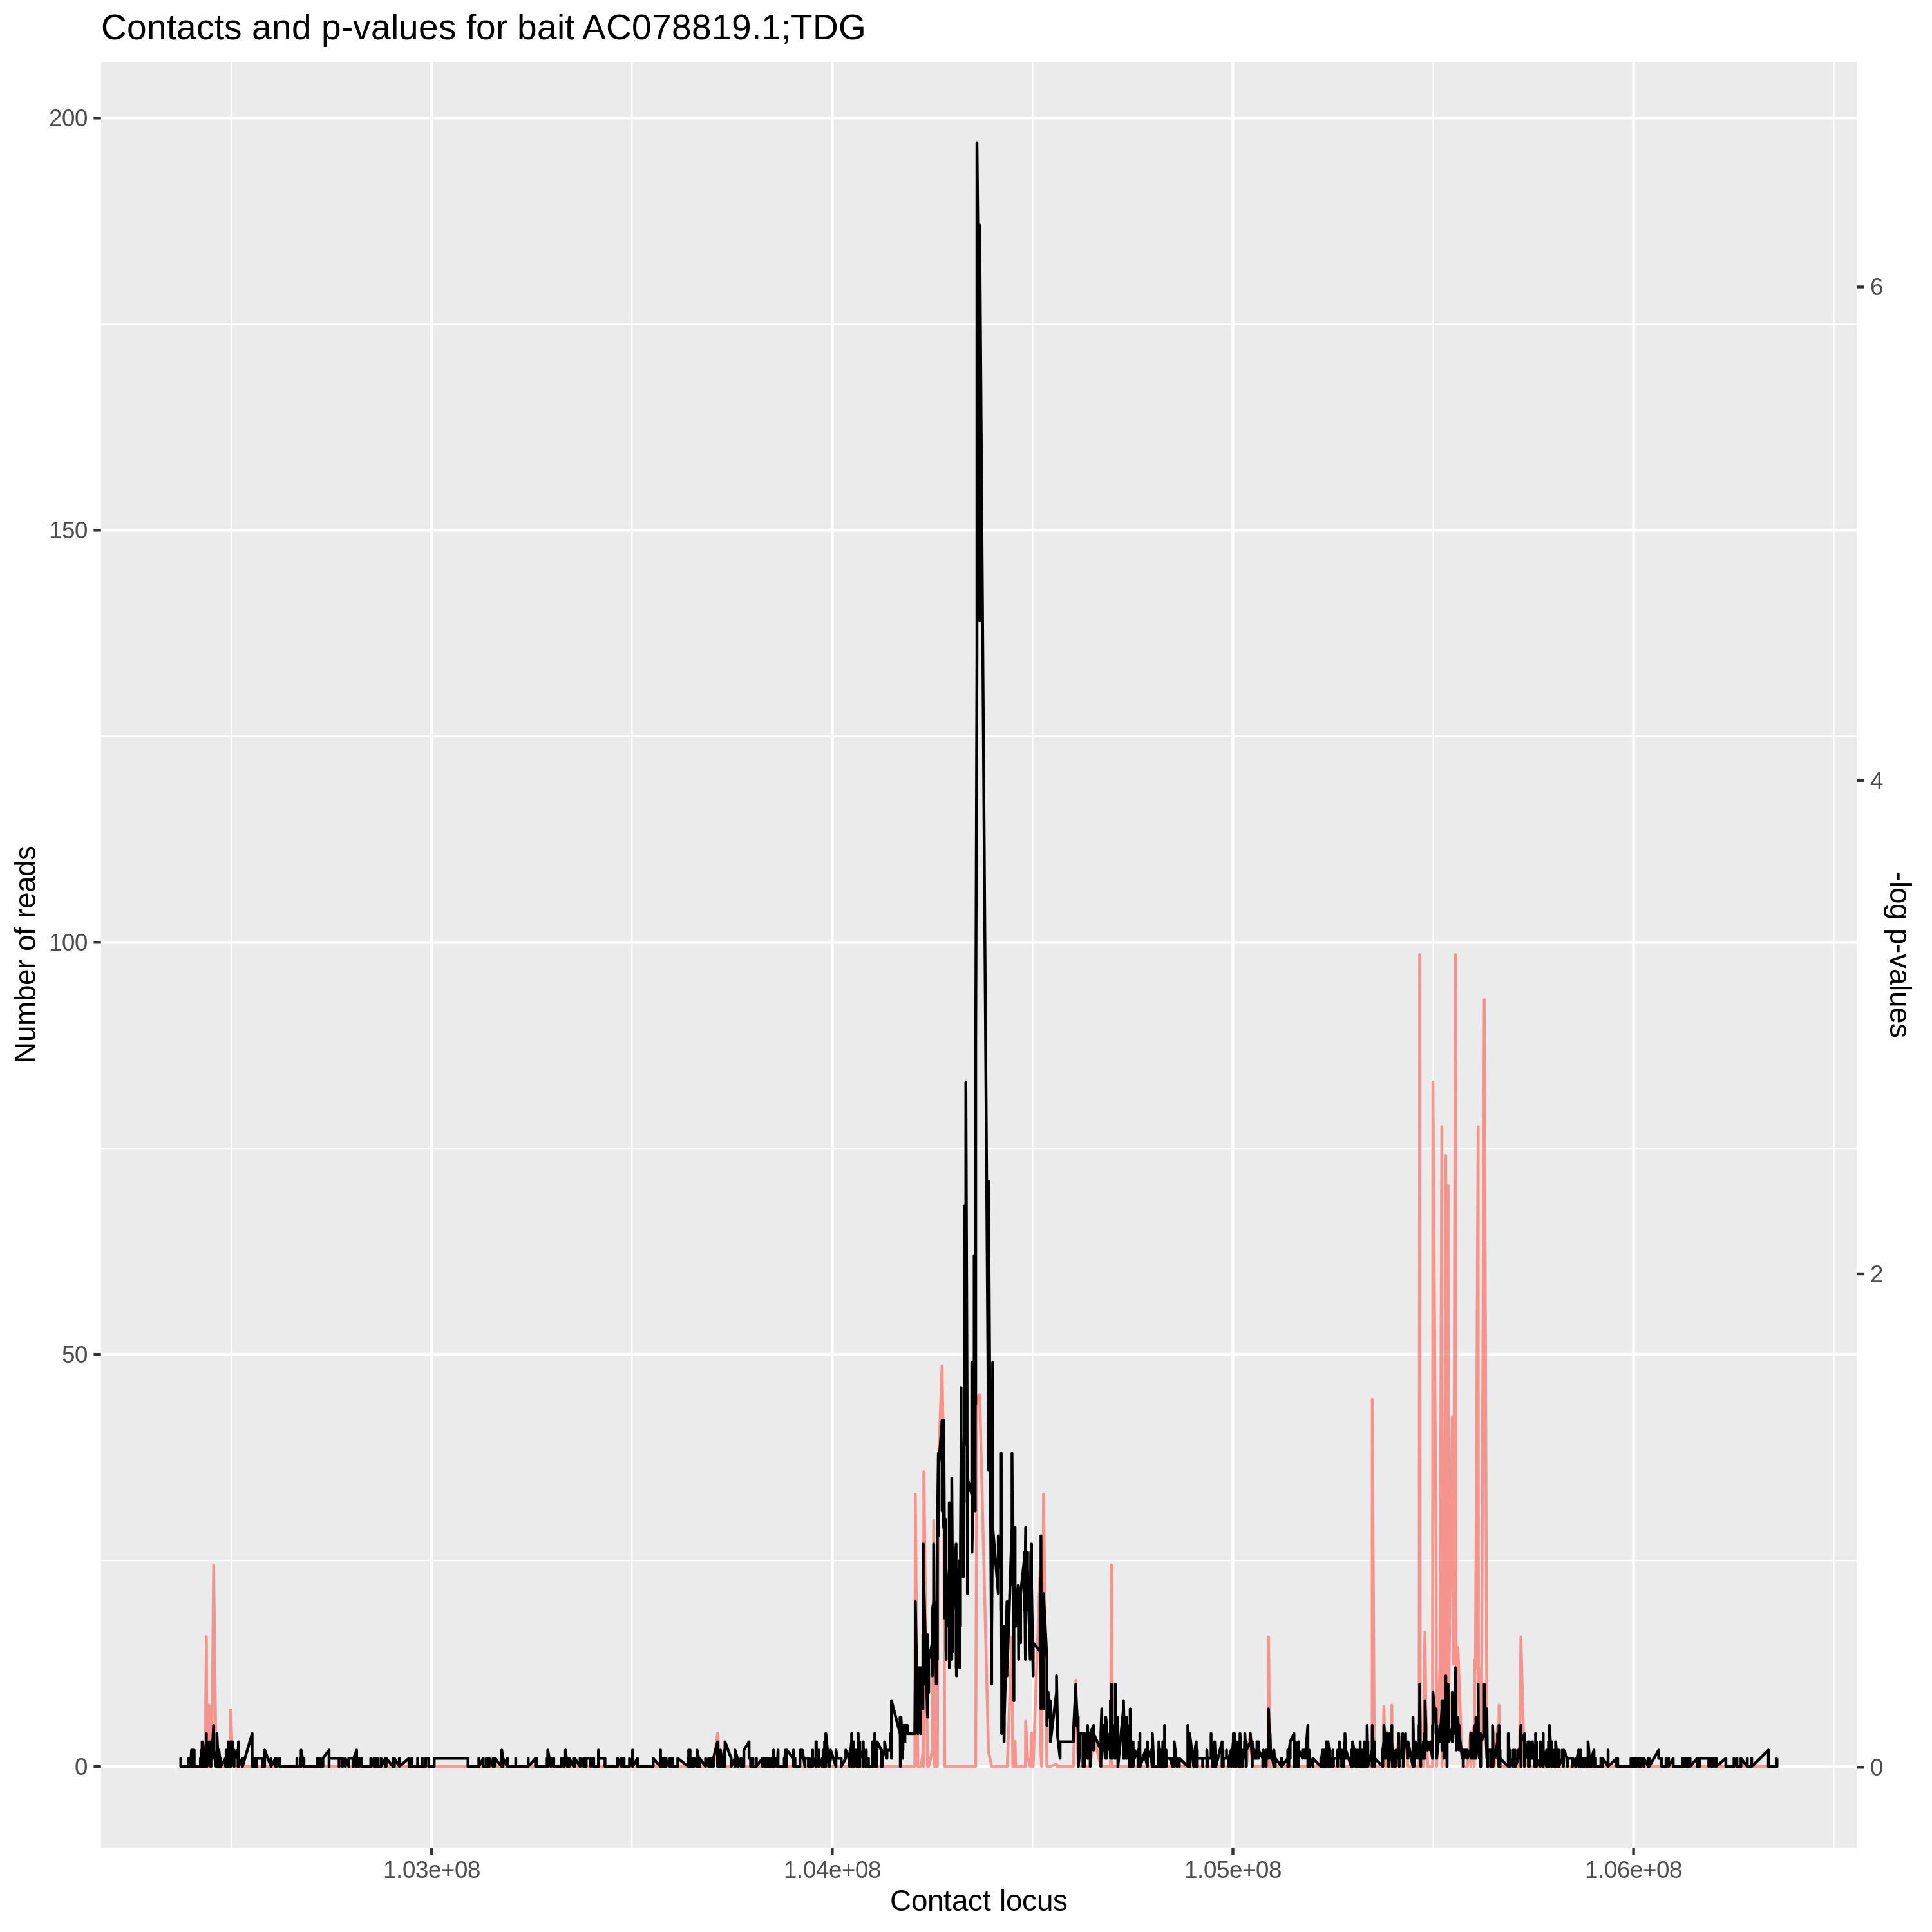 Contacts and p-values for bait AC078819.1;TDG
200
150
100
50
0
Number of reads
6
4
2
0
-log p-values
1.03e+08
1.04e+08
1.05e+08
1.06e+08
Contact locus